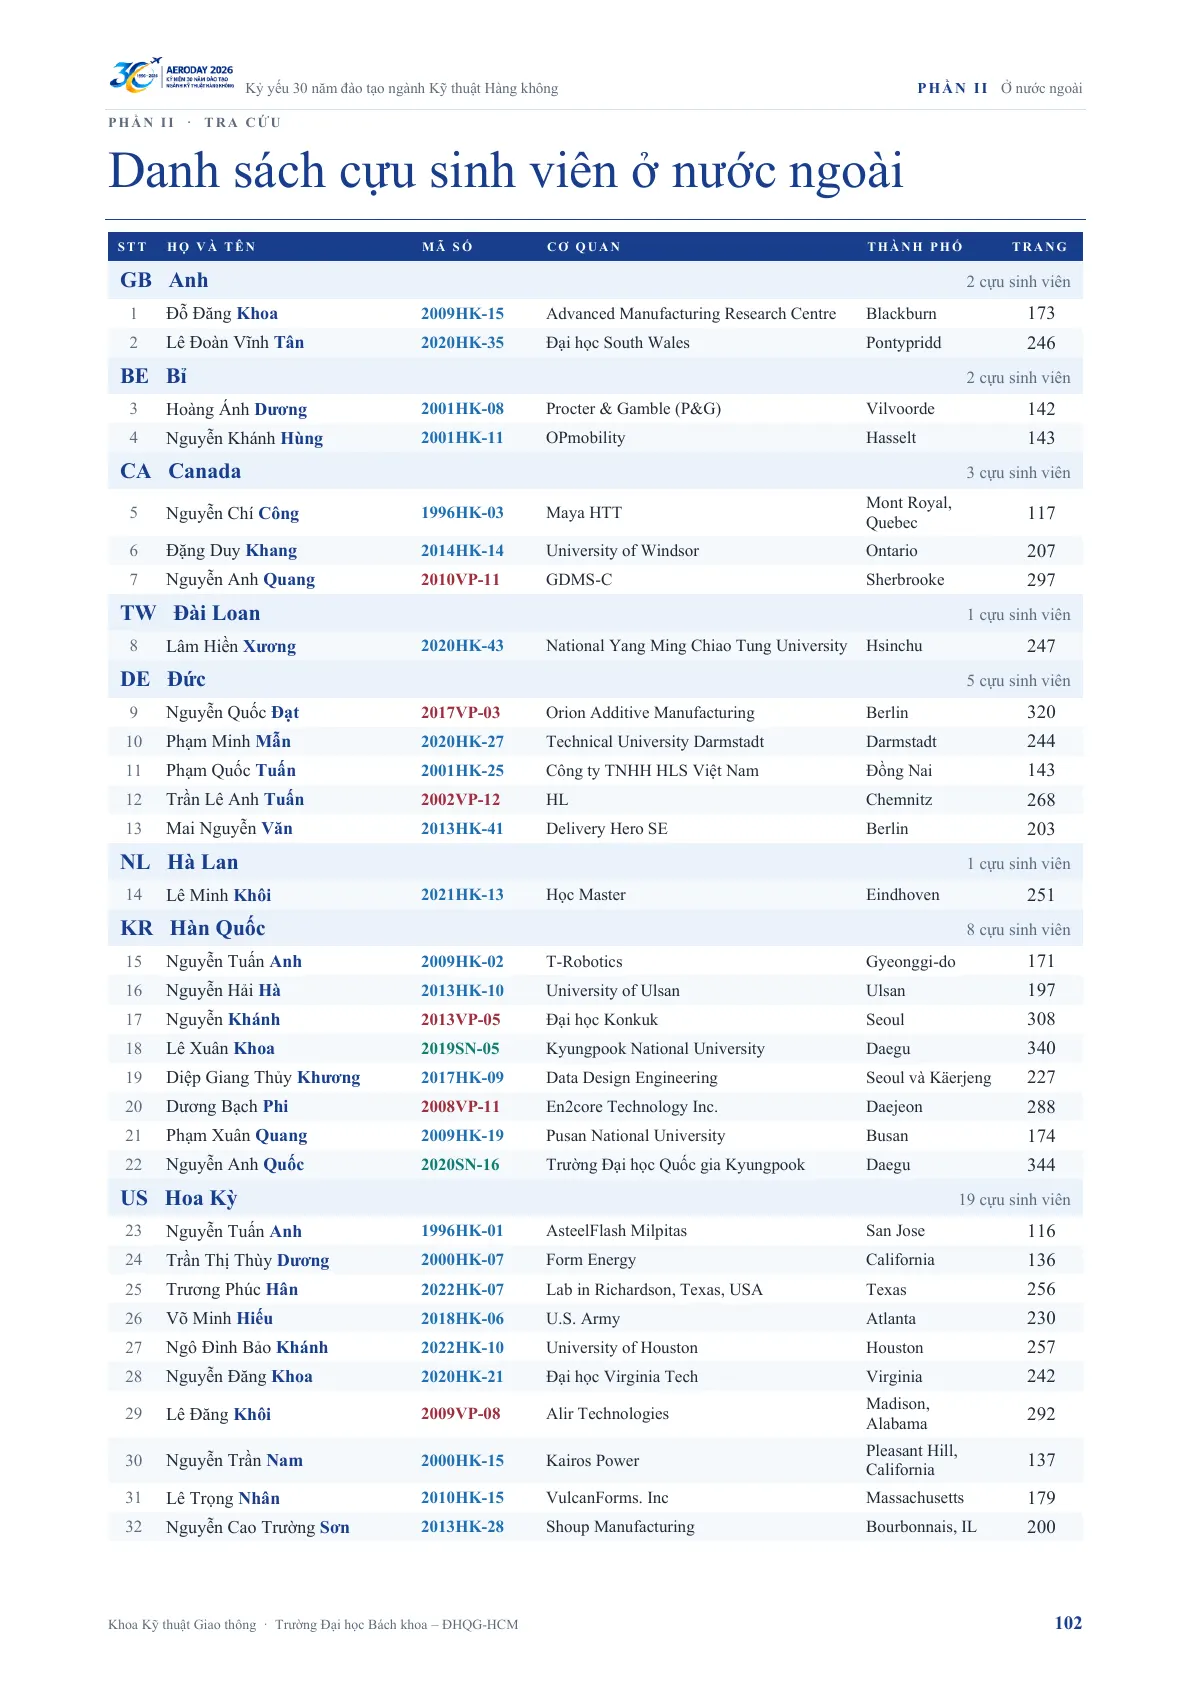 30
1996 - 2026
AERODAY 2026
KỶ NIỆM 30 NĂM ĐÀO TẠO
NGÀNH KỸ THUẬT HÀNG KHÔNG
Kỷ yếu 30 năm đào tạo ngành Kỹ thuật Hàng không
PHẦN II Ở nước ngoài
PHẦN II · TRA CỨU
Danh sách cựu sinh viên ở nước ngoài
STT HỌ VÀ TÊN MÃ SỐ CƠ QUAN THÀNH PHỐ TRANG
GB Anh 2 cựu sinh viên
1 Đỗ Đăng Khoa 2009HK-15 Advanced Manufacturing Research Centre Blackburn 173
2 Lê Đoàn Vĩnh Tân 2020HK-35 Đại học South Wales Pontypridd 246
BE Bỉ 2 cựu sinh viên
3 Hoàng Ánh Dương 2001HK-08 Procter & Gamble (P&G) Vilvoorde 142
4 Nguyễn Khánh Hùng 2001HK-11 OPmobility Hasselt 143
CA Canada 3 cựu sinh viên
5 Nguyễn Chí Công 1996HK-03 Maya HTT Mont Royal, Quebec 117
6 Đặng Duy Khang 2014HK-14 University of Windsor Ontario 207
7 Nguyễn Anh Quang 2010VP-11 GDMS-C Sherbrooke 297
TW Đài Loan 1 cựu sinh viên
8 Lâm Hiền Xương 2020HK-43 National Yang Ming Chiao Tung University Hsinchu 247
DE Đức 5 cựu sinh viên
9 Nguyễn Quốc Đạt 2017VP-03 Orion Additive Manufacturing Berlin 320
10 Phạm Minh Mẫn 2020HK-27 Technical University Darmstadt Darmstadt 244
11 Phạm Quốc Tuấn 2001HK-25 Công ty TNHH HLS Việt Nam Đồng Nai 143
12 Trần Lê Anh Tuấn 2002VP-12 HL Chemnitz 268
13 Mai Nguyễn Văn 2013HK-41 Delivery Hero SE Berlin 203
NL Hà Lan 1 cựu sinh viên
14 Lê Minh Khôi 2021HK-13 Học Master Eindhoven 251
KR Hàn Quốc 8 cựu sinh viên
15 Nguyễn Tuấn Anh 2009HK-02 T-Robotics Gyeonggi-do 171
16 Nguyễn Hải Hà 2013HK-10 University of Ulsan Ulsan 197
17 Nguyễn Khánh 2013VP-05 Đại học Konkuk Seoul 308
18 Lê Xuân Khoa 2019SN-05 Kyungpook National University Daegu 340
19 Diệp Giang Thủy Khương 2017HK-09 Data Design Engineering Seoul và Käerjeng 227
20 Dương Bạch Phi 2008VP-11 En2core Technology Inc. Daejeon 288
21 Phạm Xuân Quang 2009HK-19 Pusan National University Busan 174
22 Nguyễn Anh Quốc 2020SN-16 Trường Đại học Quốc gia Kyungpook Daegu 344
US Hoa Kỳ 19 cựu sinh viên
23 Nguyễn Tuấn Anh 1996HK-01 AsteelFlash Milpitas San Jose 116
24 Trần Thị Thùy Dương 2000HK-07 Form Energy California 136
25 Trương Phúc Hân 2022HK-07 Lab in Richardson, Texas, USA Texas 256
26 Võ Minh Hiếu 2018HK-06 U.S. Army Atlanta 230
27 Ngô Đình Bảo Khánh 2022HK-10 University of Houston Houston 257
28 Nguyễn Đăng Khoa 2020HK-21 Đại học Virginia Tech Virginia 242
29 Lê Đăng Khôi 2009VP-08 Alir Technologies Madison, Alabama 292
30 Nguyễn Trần Nam 2000HK-15 Kairos Power Pleasant Hill, California 137
31 Lê Trọng Nhân 2010HK-15 VulcanForms. Inc Massachusetts 179
32 Nguyễn Cao Trường Sơn 2013HK-28 Shoup Manufacturing Bourbonnais, IL 200
Khoa Kỹ thuật Giao thông · Trường Đại học Bách khoa – ĐHQG-HCM 102